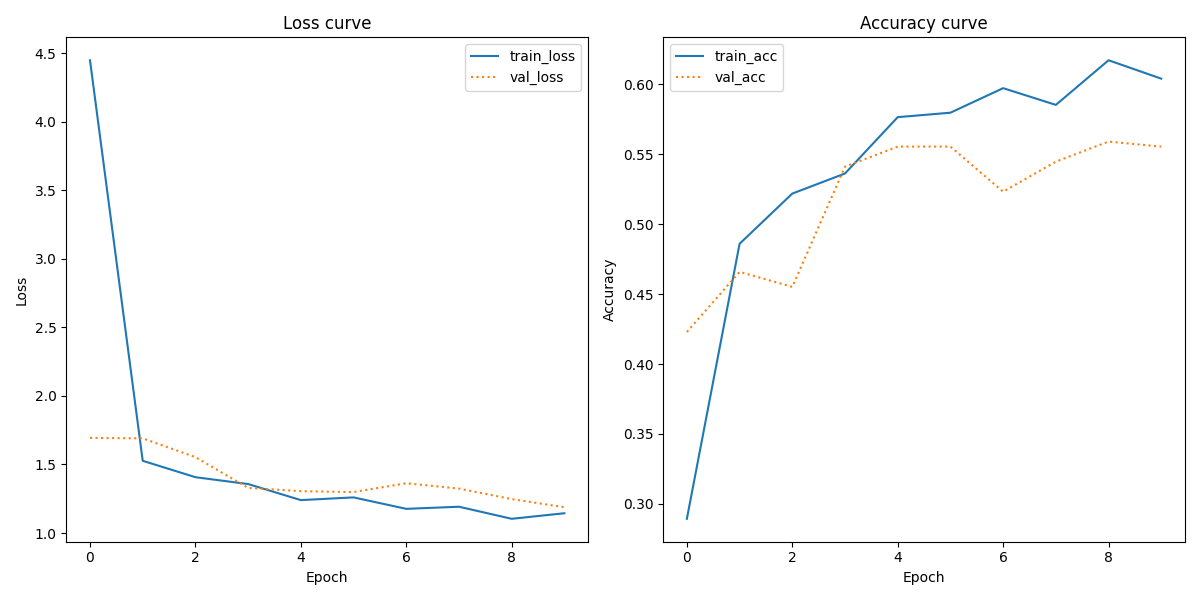 Loss curve
4.5
4.0
3.5
3.0
2.5
2.0
1.5
1.0
Loss
0 2 4 6 8
Epoch
train_loss
val_loss
Accuracy curve
0.60
0.55
0.50
0.45
0.40
0.35
0.30
Accuracy
0 2 4 6 8
Epoch
train_acc
val_acc